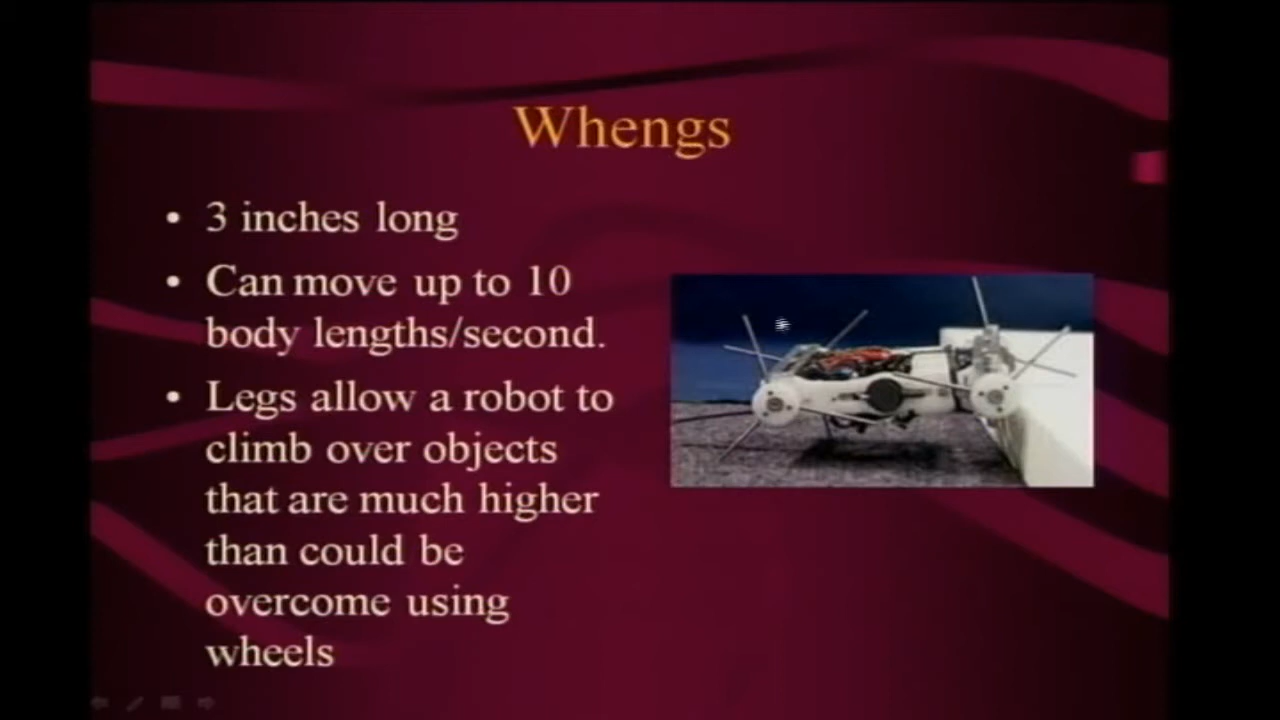 Whengs
• 3 inches long
• Can move up to 10
body lengths/second.
• Legs allow a robot to
climb over objects
that are much higher
than could be
overcome using
wheels